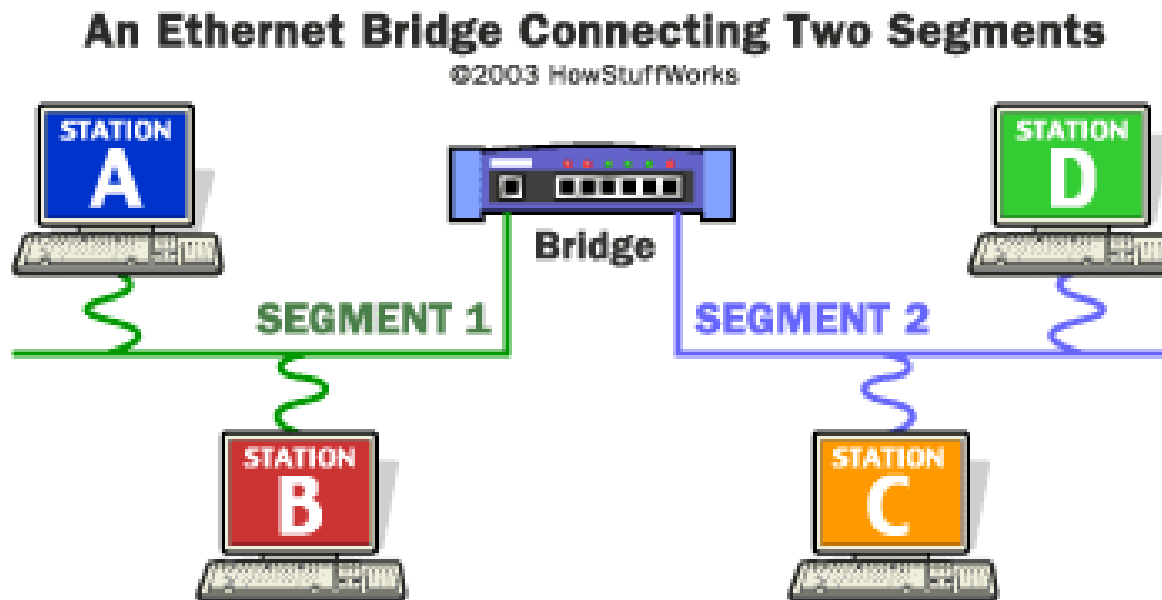 An Ethernet Bridge Connecting Two Segments
©2003 HowStuffWorks
STATION
A
STATION
D
Bridge
SEGMENT 1
SEGMENT 2
STATION
B
STATION
C